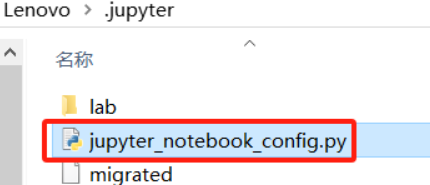 Lenovo > .jupyter
名称
lab
jupyter_notebook_config.py
migrated